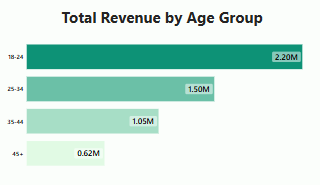 Total Revenue by Age Group
18-24 2.20M
25-34 1.50M
35-44 1.05M
45+ 0.62M